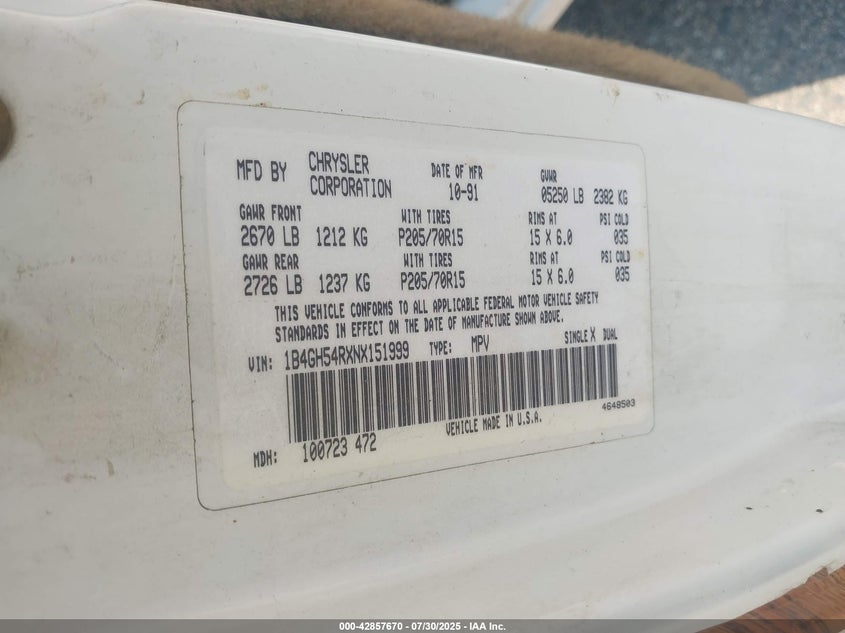 MFD BY CHRYSLER CORPORATION DATE OF MFR 10-91 GVWR 05250 LB 2382 KG
GAWR FRONT WITH TIRES RIMS AT PSI COLD
2670 LB 1212 KG P205/70R15 15 X 6.0 035
GAWR REAR WITH TIRES RIMS AT PSI COLD
2726 LB 1237 KG P205/70R15 15 X 6.0 035
THIS VEHICLE CONFORMS TO ALL APPLICABLE FEDERAL MOTOR VEHICLE SAFETY
STANDARDS IN EFFECT ON THE DATE OF MANUFACTURE SHOWN ABOVE.
VIN: 1B4GH54RXNX151999 TYPE: MPV SINGLE X DUAL
4648503
MDH: 100723 472 VEHICLE MADE IN U.S.A.
000-42857670 - 07/30/2025 - IAA Inc.